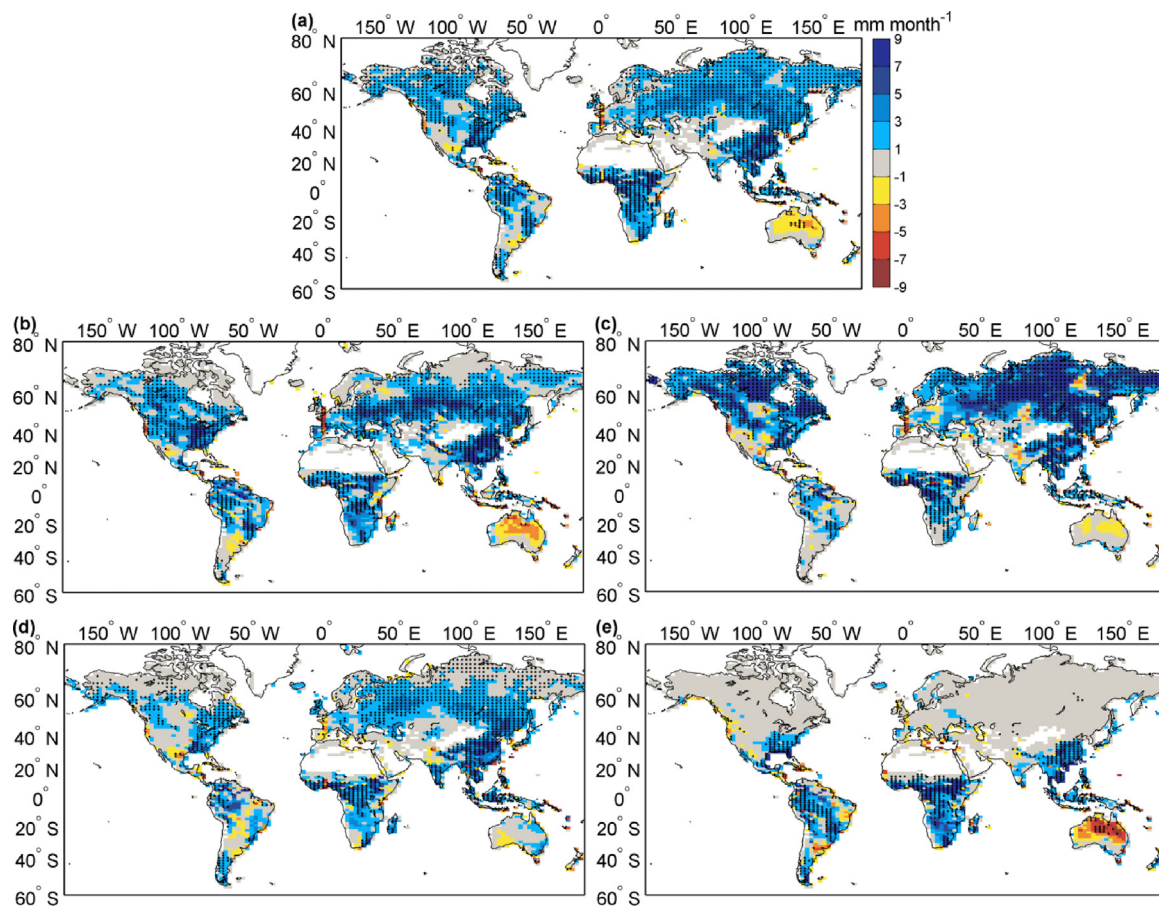 (a) 150° W 100° W 50° W 0° 50° E 100° E 150° E mm month⁻¹
80° N
60° N
40° N
20° N
0°
20° S
40° S
60° S
9
7
5
3
1
-1
-3
-5
-7
-9
(b) 150° W 100° W 50° W 0° 50° E 100° E 150° E
80° N
60° N
40° N
20° N
0°
20° S
40° S
60° S
(c) 150° W 100° W 50° W 0° 50° E 100° E 150° E
80° N
60° N
40° N
20° N
0°
20° S
40° S
60° S
(d) 150° W 100° W 50° W 0° 50° E 100° E 150° E
80° N
60° N
40° N
20° N
0°
20° S
40° S
60° S
(e) 150° W 100° W 50° W 0° 50° E 100° E 150° E
80° N
60° N
40° N
20° N
0°
20° S
40° S
60° S